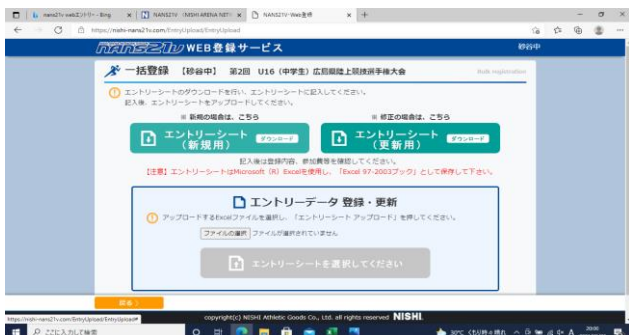 nans21v webエントリー - Bing
NANS21V（NISHI ARENA NET
NANS21V-Web登録
https://nishi-nans21v.com/EntryUpload/EntryUpload
NANS21V WEB登録サービス
砂谷中
一括登録 【砂谷中】 第2回 U16（中学生）広島県陸上競技選手権大会
Bulk registration
エントリーシートのダウンロードを行い、エントリーシートに記入してください。
記入後、エントリーシートをアップロードしてください。
※ 新規の場合は、こちら ※ 修正の場合は、こちら
エントリーシート（新規用） ダウンロード
エントリーシート（更新用） ダウンロード
記入後は登録内容、参加費等を確認してください。
【注意】エントリーシートはMicrosoft（R）Excelを使用し、「Excel 97-2003ブック」として保存して下さい。
エントリーデータ 登録・更新
アップロードするExcelファイルを選択し、「エントリーシート アップロード」を押してください。
ファイルの選択 ファイルが選択されていません
エントリーシートを選択してください
戻る
https://nishi-nans21v.com/EntryUpload/EntryUpload#
copyright(c) NISHI Athletic Goods Co., Ltd. all rights reserved NISHI.
ここに入力して検索
30℃ くもり時々晴れ
A
20:00